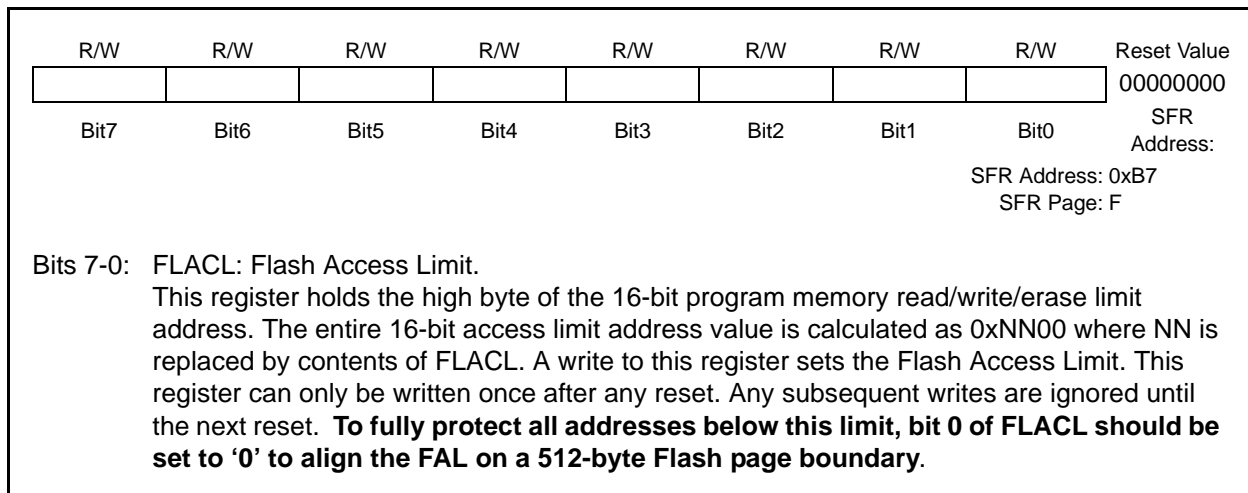 R/W R/W R/W R/W R/W R/W R/W R/W Reset Value
00000000
Bit7 Bit6 Bit5 Bit4 Bit3 Bit2 Bit1 Bit0 SFR
Address:
SFR Address: 0xB7
SFR Page: F
Bits 7-0: FLACL: Flash Access Limit.
This register holds the high byte of the 16-bit program memory read/write/erase limit
address. The entire 16-bit access limit address value is calculated as 0xNN00 where NN is
replaced by contents of FLACL. A write to this register sets the Flash Access Limit. This
register can only be written once after any reset. Any subsequent writes are ignored until
the next reset. To fully protect all addresses below this limit, bit 0 of FLACL should be
set to ‘0’ to align the FAL on a 512-byte Flash page boundary.